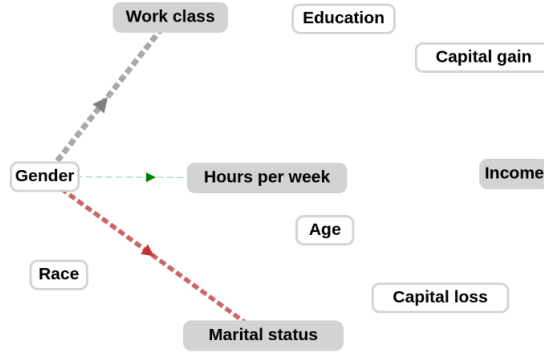 Work class
Education
Capital gain
Gender
Hours per week
Income
Age
Race
Capital loss
Marital status